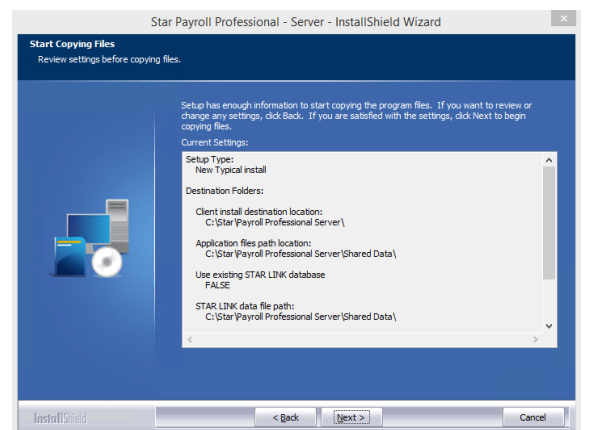 Star Payroll Professional - Server - InstallShield Wizard
Start Copying Files
Review settings before copying files.
Setup has enough information to start copying the program files. If you want to review or
change any settings, click Back. If you are satisfied with the settings, click Next to begin
copying files.
Current Settings:
Setup Type:
New Typical install
Destination Folders:
Client install destination location:
C:\Star\Payroll Professional Server\
Application files path location:
C:\Star\Payroll Professional Server\Shared Data\
Use existing STAR LINK database
FALSE
STAR LINK data file path:
C:\Star\Payroll Professional Server\Shared Data\
InstallShield
< Back
Next >
Cancel